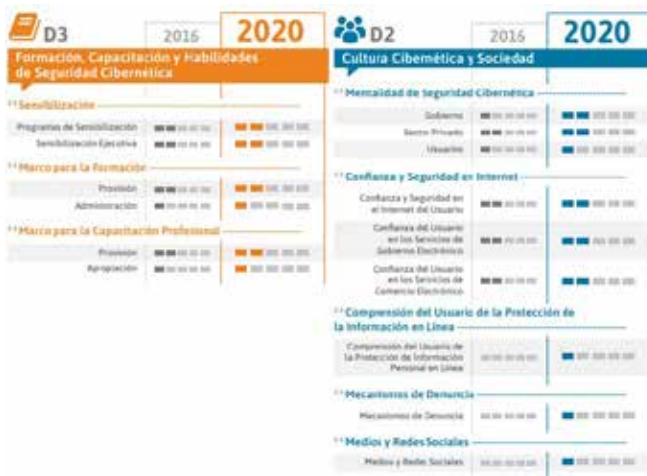 D3
2016
2020
Formación, Capacitación y Habilidades
de Seguridad Cibernética
Sensibilización
Programas de Sensibilización
Sensibilización Ejecutiva
Marco para la Formación
Provisión
Administración
Marco para la Capacitación Profesional
Provisión
Apropiación
D2
2016
2020
Cultura Cibernética y Sociedad
Mentalidad de Seguridad Cibernética
Gobierno
Sector Privado
Usuarios
Confianza y Seguridad en Internet
Confianza y Seguridad en
el Internet del Usuario
Confianza del Usuario
en los Servicios de
Gobierno Electrónico
Confianza del Usuario
en los Servicios de
Comercio Electrónico
Comprensión del Usuario de la Protección de
la Información en Línea
Comprensión del Usuario de
la Protección de Información
Personal en Línea
Mecanismos de Denuncia
Mecanismos de Denuncia
Medios y Redes Sociales
Medios y Redes Sociales